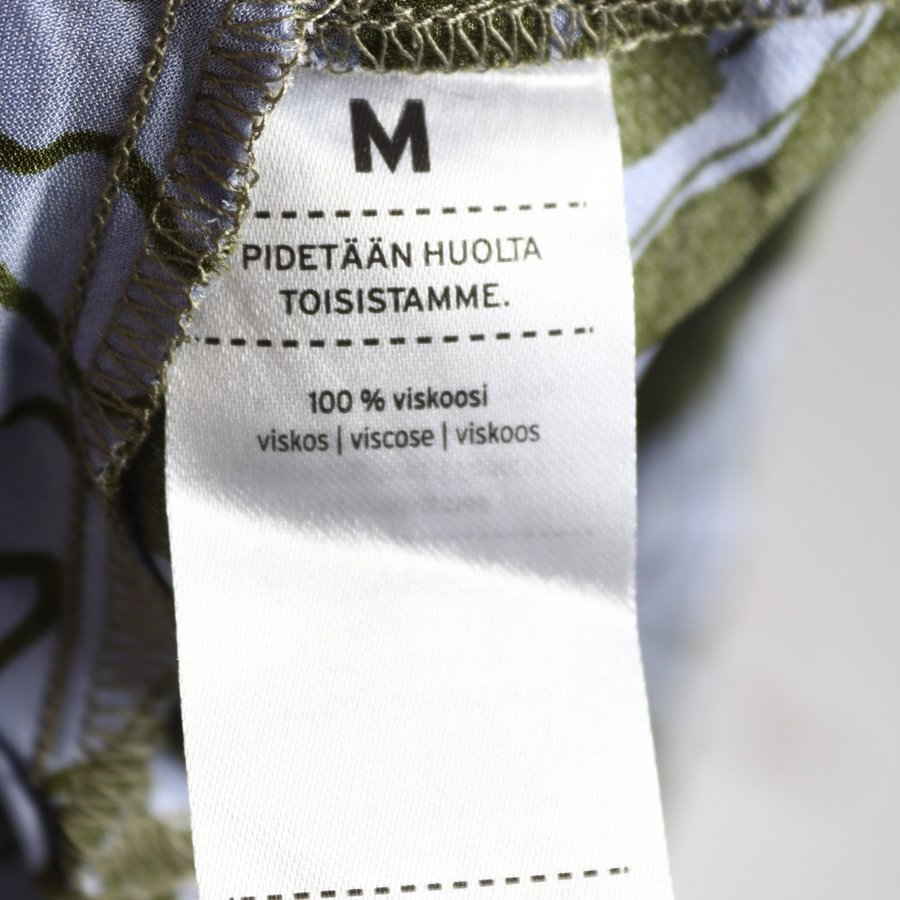 M
PIDETÄÄN HUOLTA
TOISISTAMME.
100 % viskoosi
viskos | viscose | viskoos